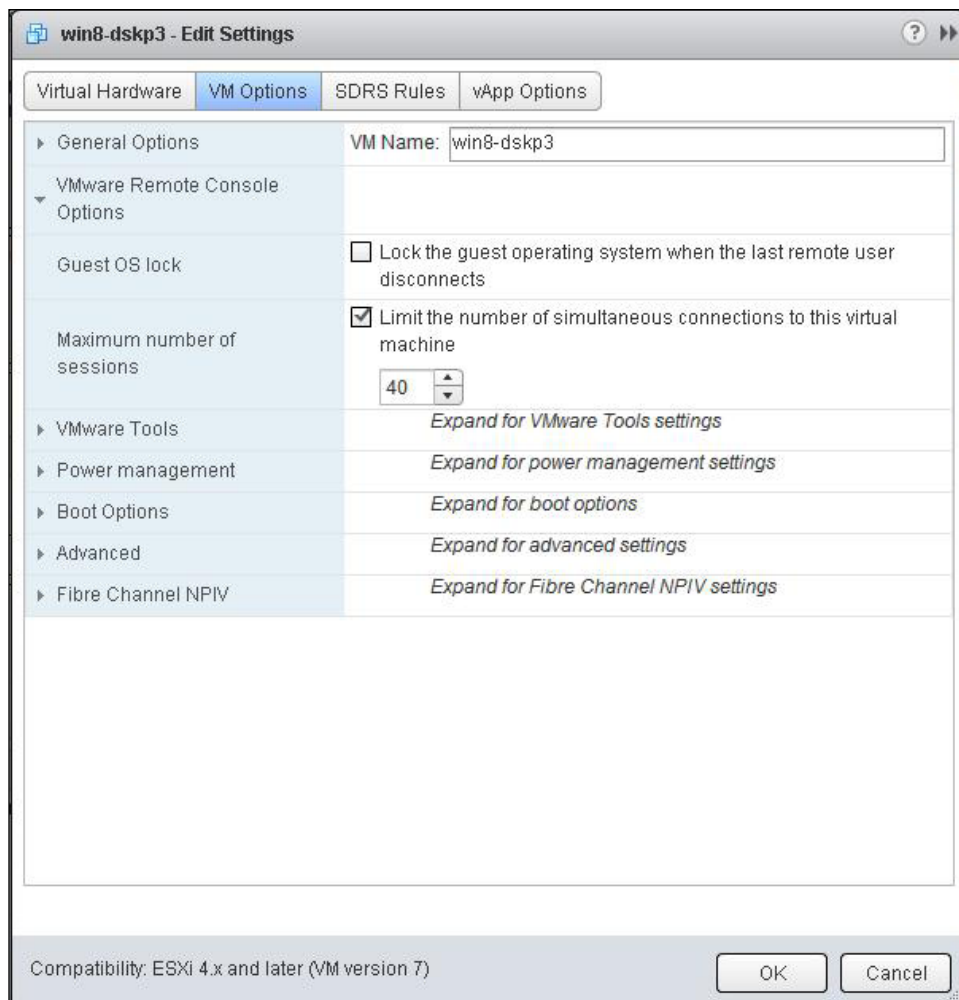 win8-dskp3 - Edit Settings
?
Virtual Hardware
VM Options
SDRS Rules
vApp Options
General Options
VM Name: win8-dskp3
VMware Remote Console
Options
Guest OS lock
Lock the guest operating system when the last remote user
disconnects
Maximum number of
sessions
Limit the number of simultaneous connections to this virtual
machine
40
VMware Tools
Expand for VMware Tools settings
Power management
Expand for power management settings
Boot Options
Expand for boot options
Advanced
Expand for advanced settings
Fibre Channel NPIV
Expand for Fibre Channel NPIV settings
Compatibility: ESXi 4.x and later (VM version 7)
OK
Cancel